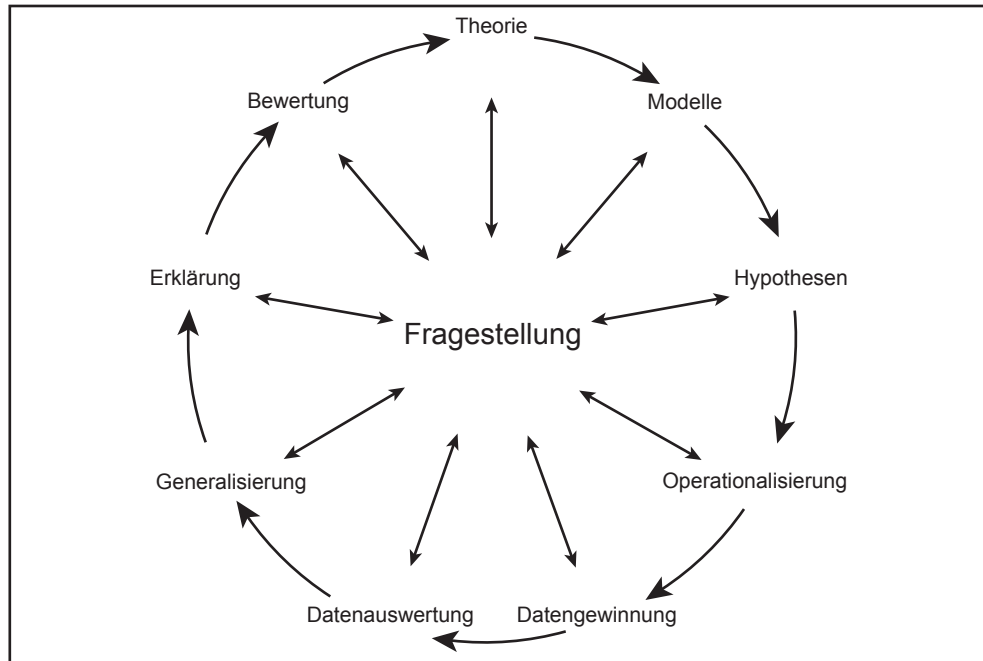 Theorie
Bewertung
Modelle
Erklärung
Hypothesen
Fragestellung
Generalisierung
Operationalisierung
Datenauswertung
Datengewinnung